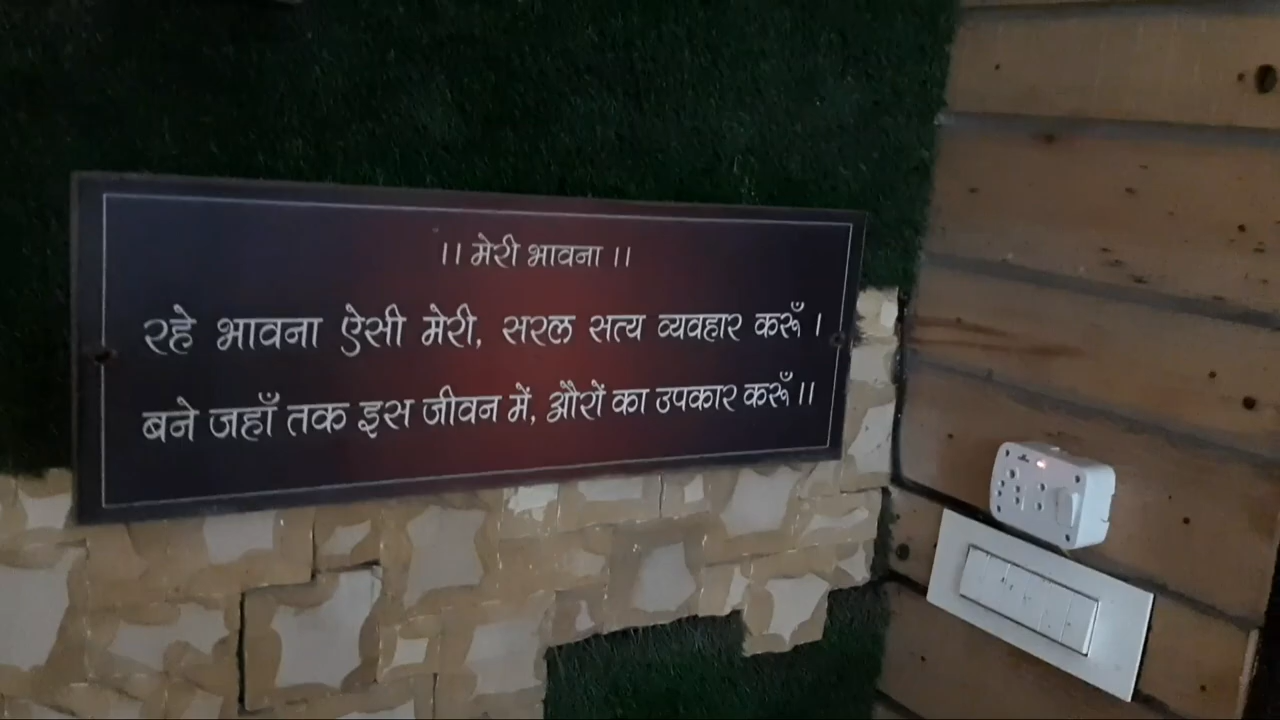 ।। मेरी भावना ।।
रहे भावना ऐसी मेरी, सरल सत्य व्यवहार करूँ ।
बने जहाँ तक इस जीवन में, औरों का उपकार करूँ ।।